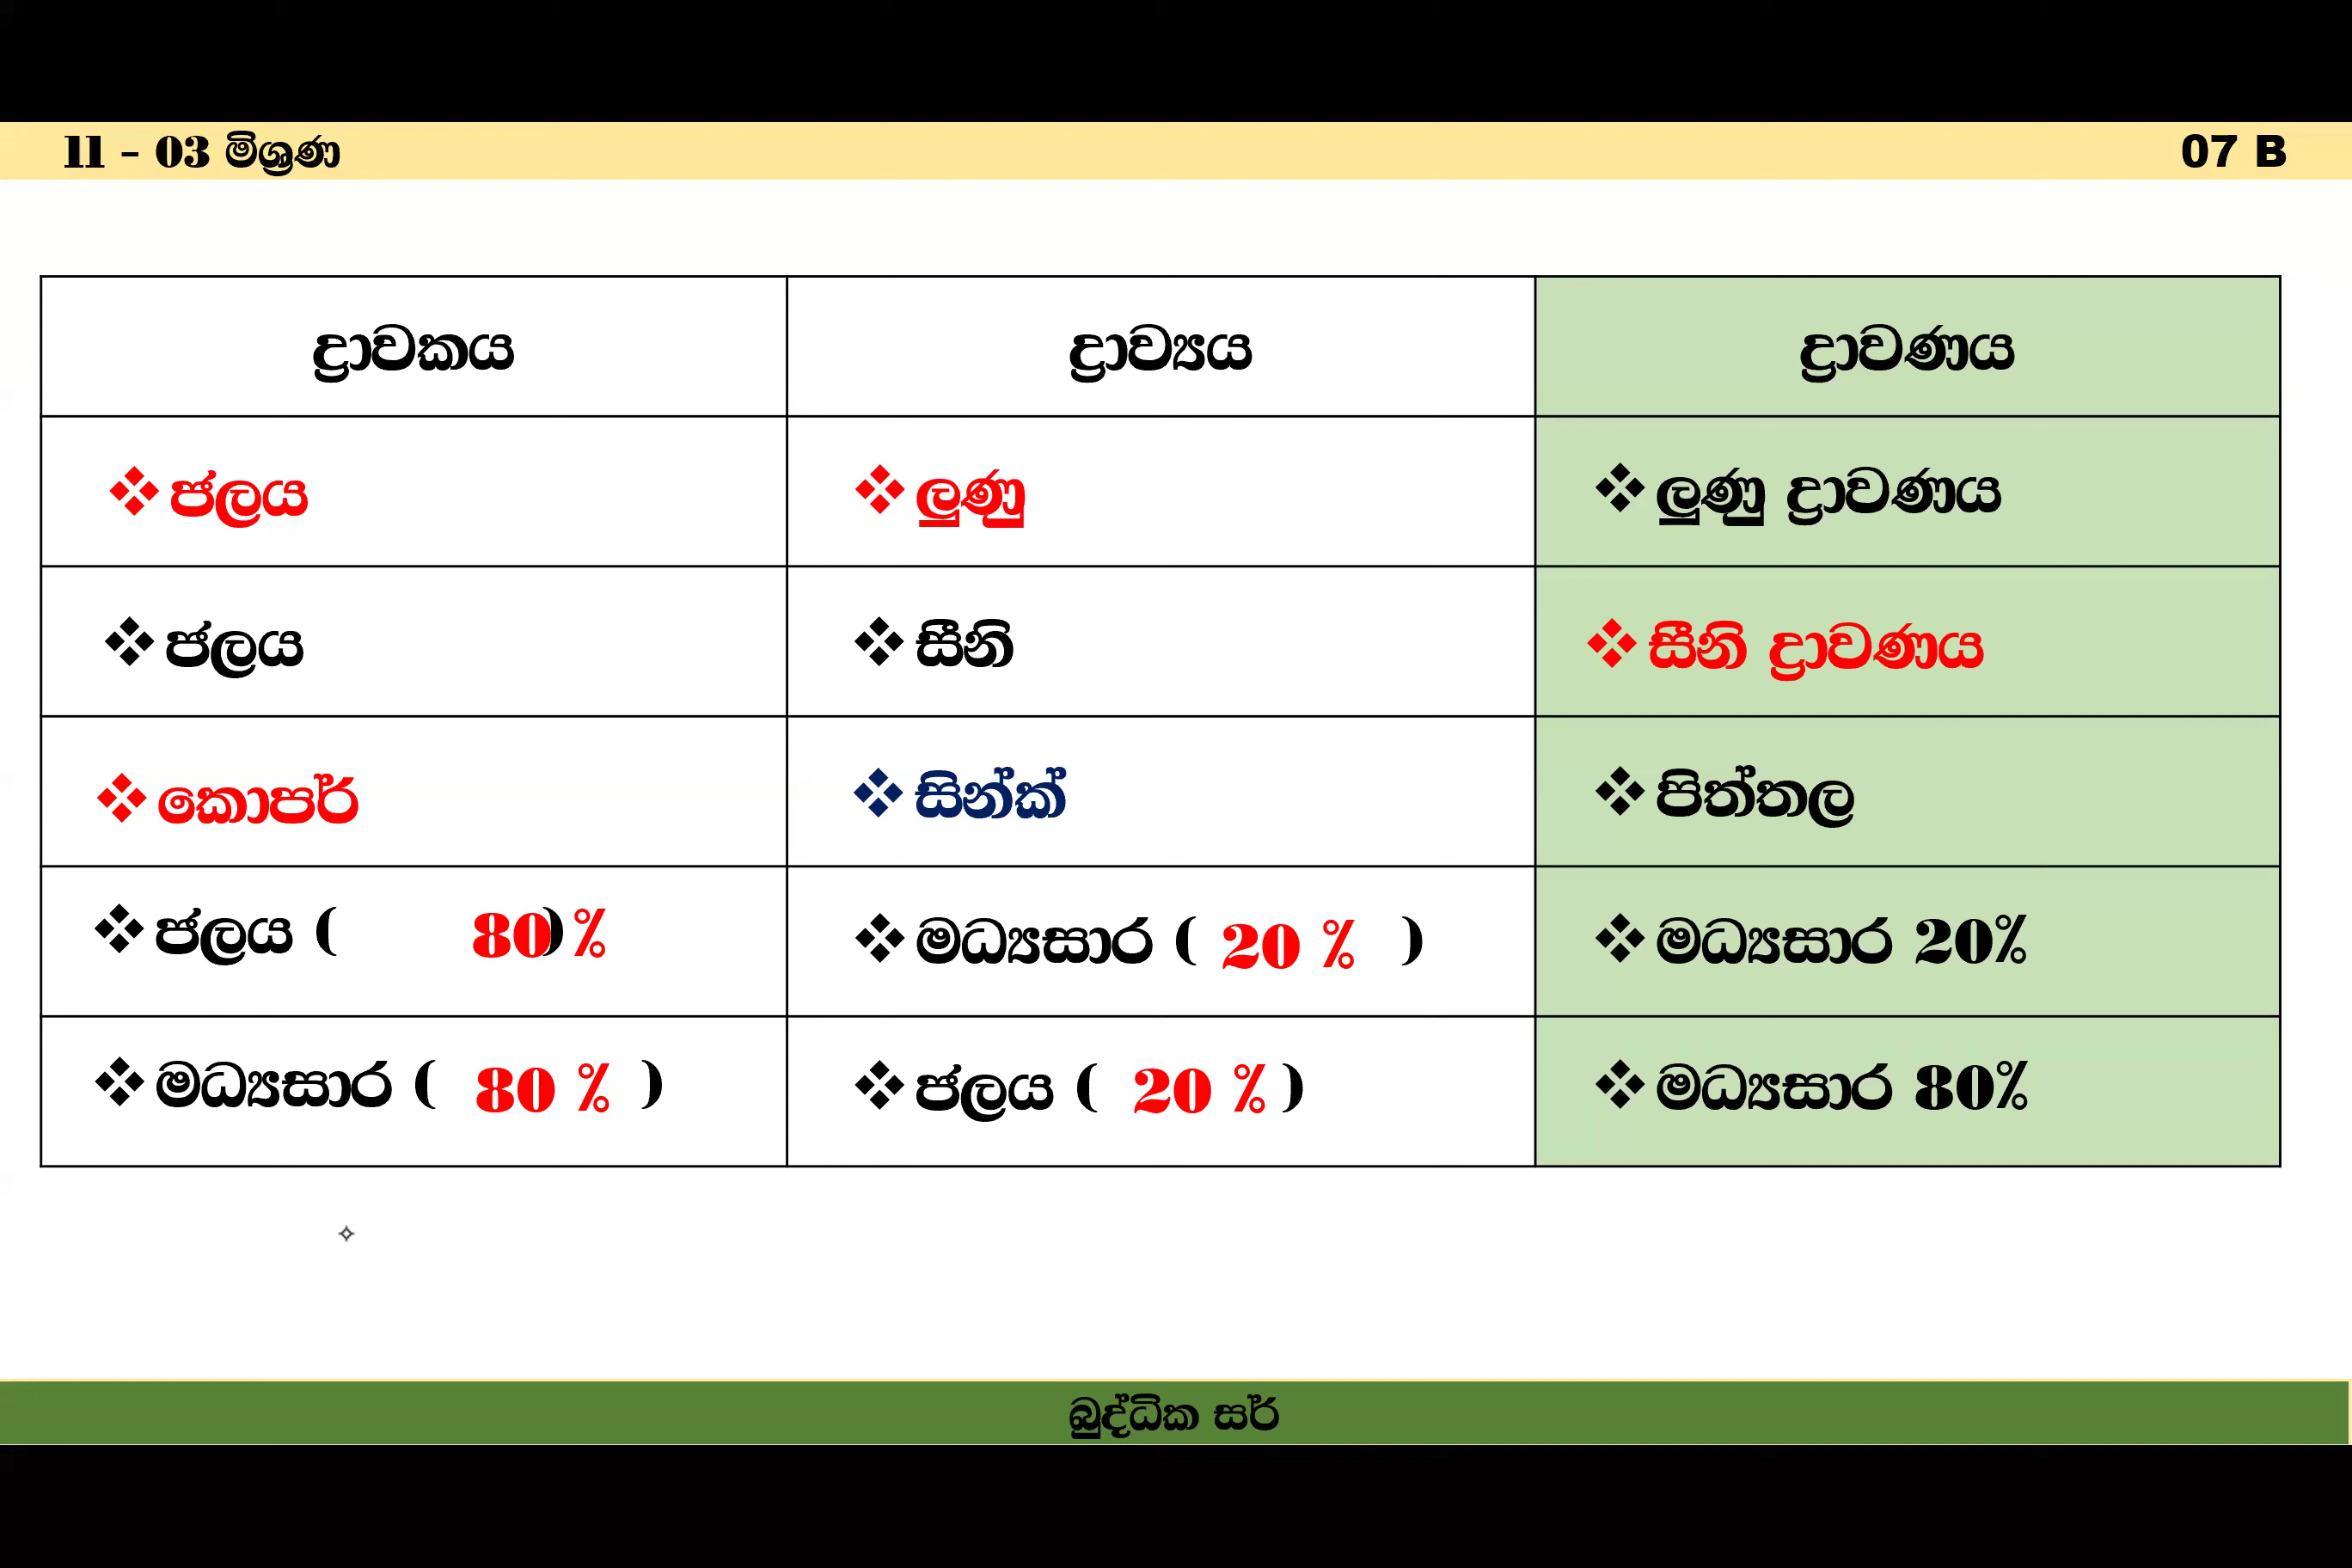 11 - 03 මිශ්‍රණ 07 B
ද්‍රාවකය ද්‍රාව්‍යය ද්‍රාවණය
❖ජලය ❖ලුණු ❖ලුණු ද්‍රාවණය
❖ජලය ❖සීනි ❖සීනි ද්‍රාවණය
❖කොපර් ❖සින්ක් ❖පිත්තල
❖ජලය ( 80) % ❖මධ්‍යසාර ( 20 % ) ❖මධ්‍යසාර 20%
❖මධ්‍යසාර ( 80 % ) ❖ජලය ( 20 % ) ❖මධ්‍යසාර 80%
බුද්ධික සර්